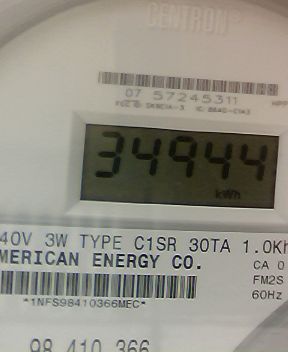 CENTRON®
07 57245311
34944
kWh
40V 3W TYPE C1SR 30TA 1.0Kh
MERICAN ENERGY CO.
CA 0
FM2S
60Hz
*1NFS98410366MEC*
98 410 366